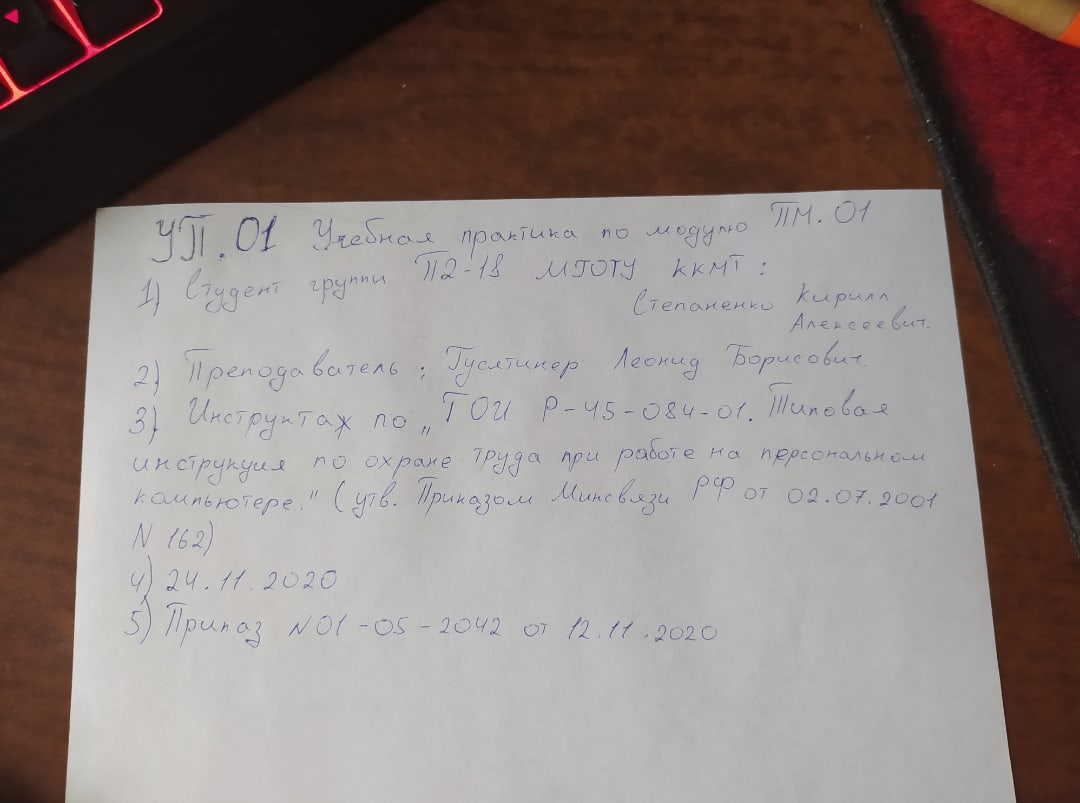 УП.01 Учебная практика по модулю ПМ.01
1) Студент группы П2-18 МГОТУ ККМТ:
Степаненко Кирилл
Алексеевич.
2) Преподаватель: Гуслтинер Леонид Борисович.
3) Инструктаж по „ТОИ Р-45-084-01. Типовая
инструкция по охране труда при работе на персональном
компьютере." (утв. Приказом Минсвязи РФ от 02.07.2001
N 162)
4) 24.11.2020
5) Приказ №01-05-2042 от 12.11.2020